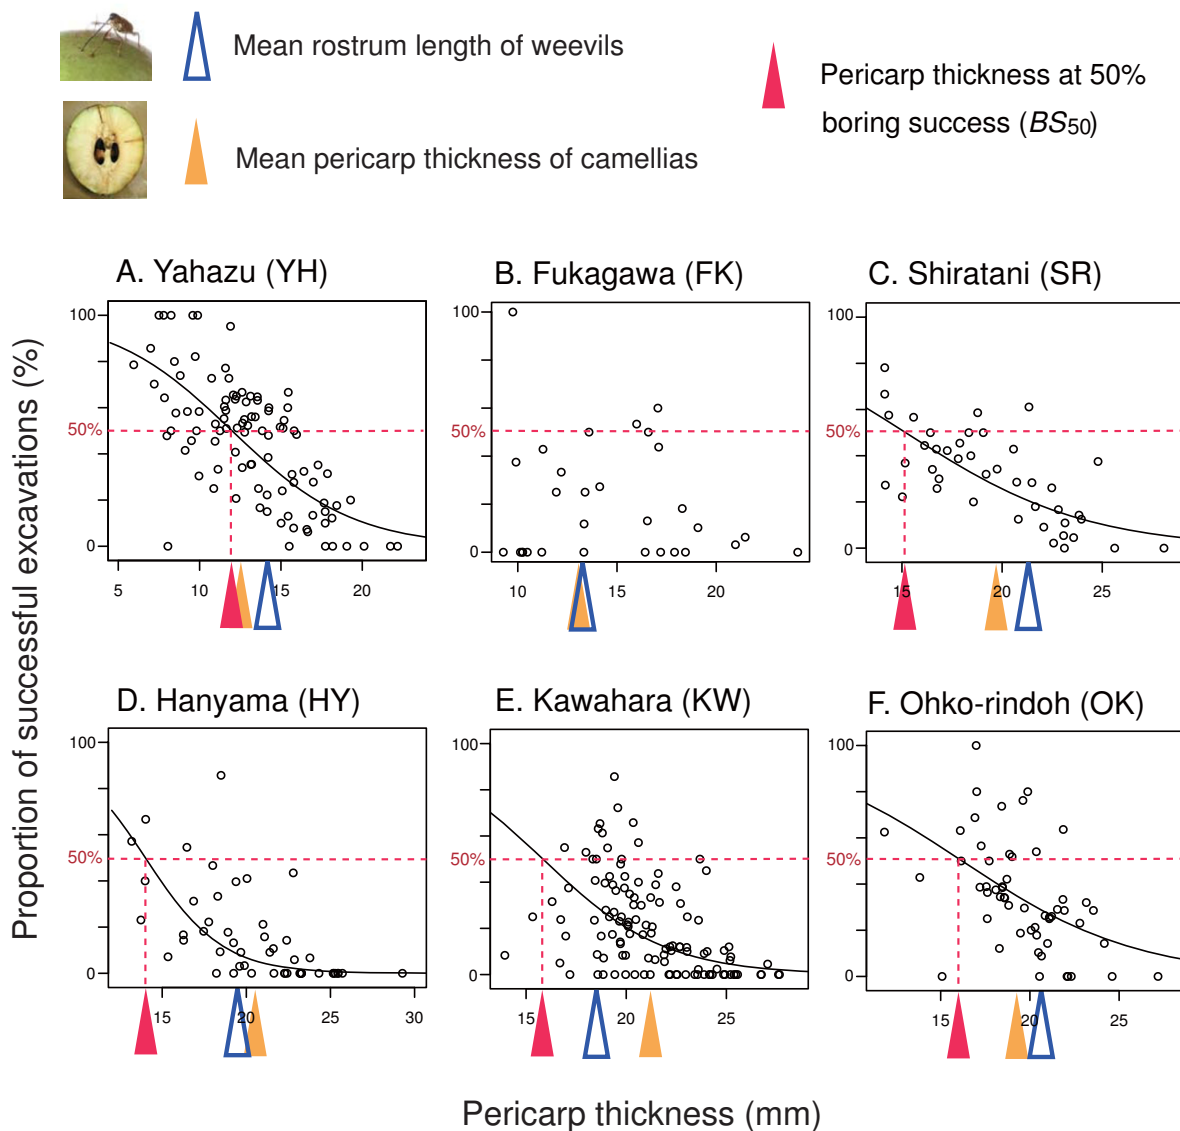 Mean rostrum length of weevils
Mean pericarp thickness of camellias
Pericarp thickness at 50%
boring success (BS50)
Proportion of successful excavations (%)
A. Yahazu (YH)
100
50%
0
5 10 15 20
B. Fukagawa (FK)
100
50%
0
10 15 20
C. Shiratani (SR)
100
50%
0
15 20 25
D. Hanyama (HY)
100
50%
0
15 20 25 30
E. Kawahara (KW)
100
50%
0
15 20 25
F. Ohko-rindoh (OK)
100
50%
0
15 20 25
Pericarp thickness (mm)